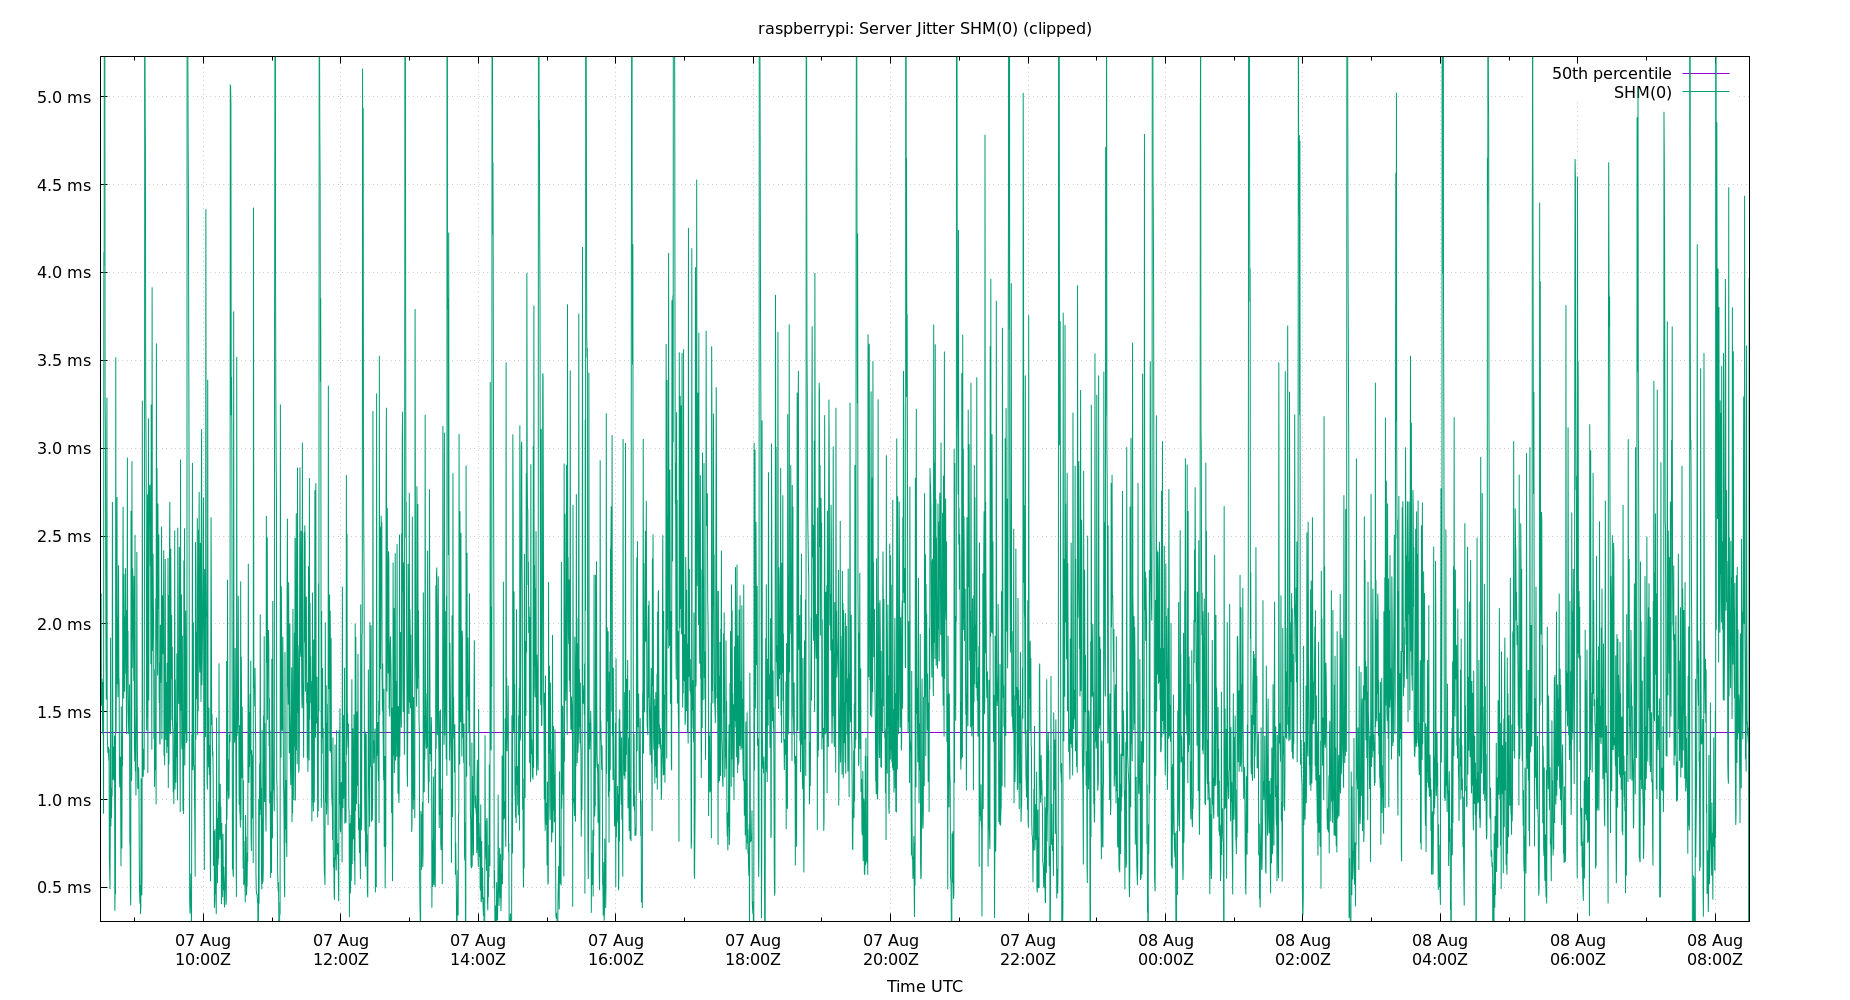 raspberrypi: Server Jitter SHM(0) (clipped)
50th percentile
SHM(0)
5.0 ms
4.5 ms
4.0 ms
3.5 ms
3.0 ms
2.5 ms
2.0 ms
1.5 ms
1.0 ms
0.5 ms
07 Aug 07 Aug 07 Aug 07 Aug 07 Aug 07 Aug 07 Aug 08 Aug 08 Aug 08 Aug 08 Aug 08 Aug
10:00Z 12:00Z 14:00Z 16:00Z 18:00Z 20:00Z 22:00Z 00:00Z 02:00Z 04:00Z 06:00Z 08:00Z
Time UTC